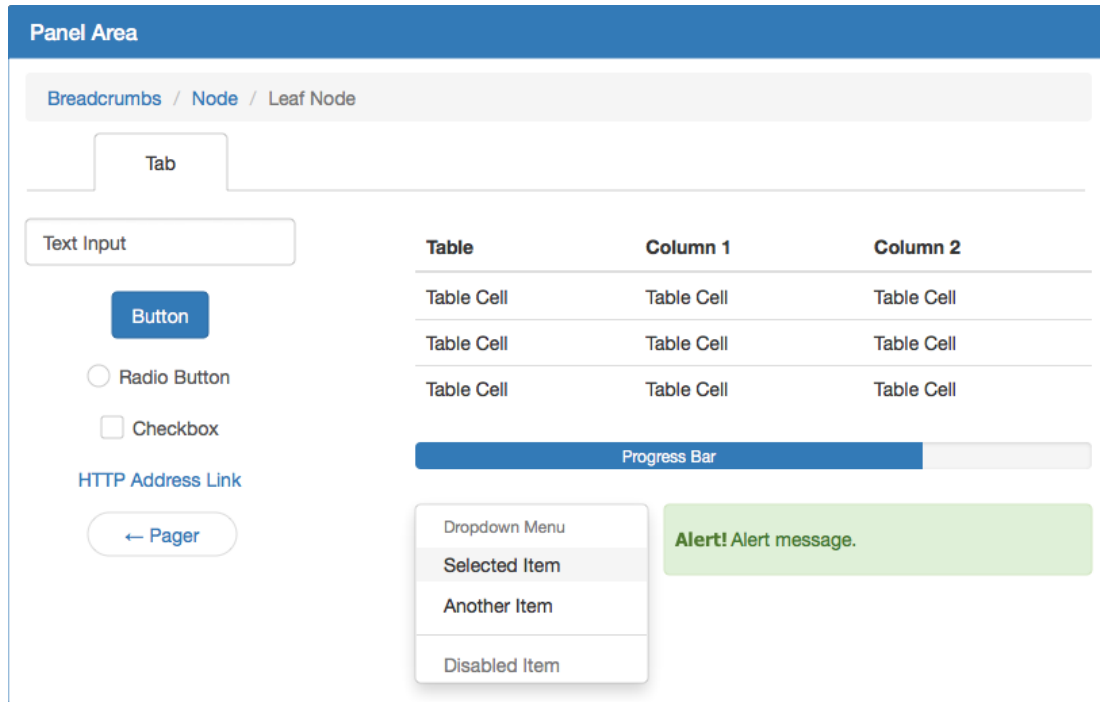 Panel Area
Breadcrumbs / Node / Leaf Node
Tab
Text Input
Button
Radio Button
Checkbox
HTTP Address Link
← Pager
Table Column 1 Column 2
Table Cell Table Cell Table Cell
Table Cell Table Cell Table Cell
Table Cell Table Cell Table Cell
Progress Bar
Dropdown Menu
Selected Item
Another Item
Disabled Item
Alert! Alert message.